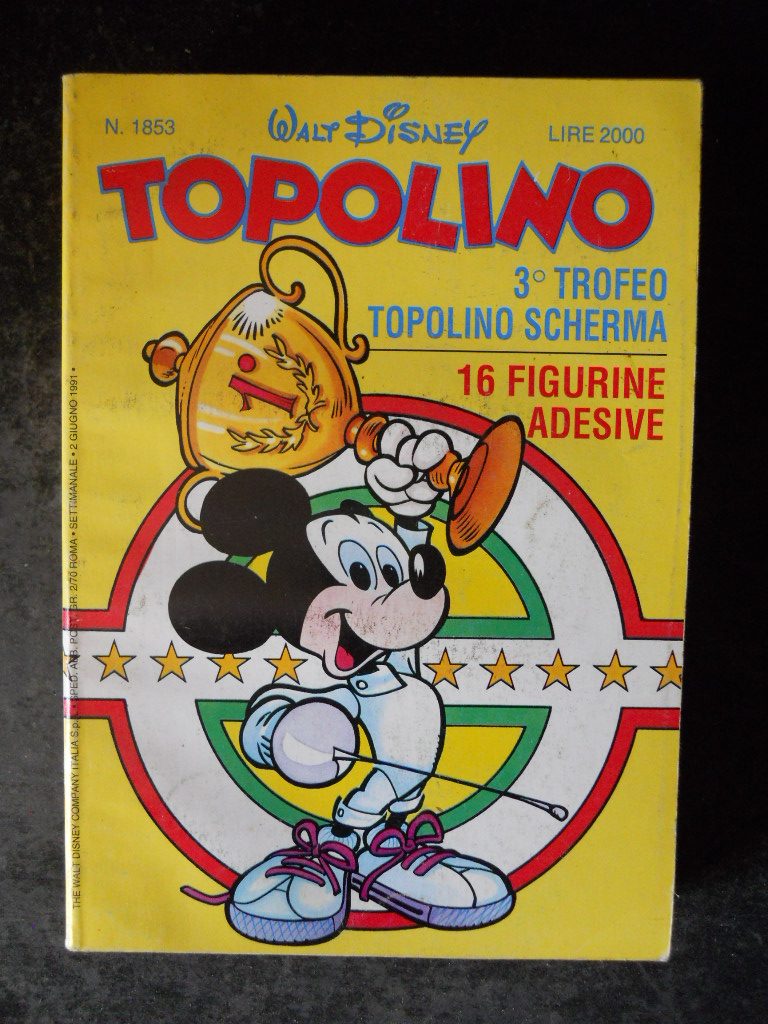 N. 1853
WALT DISNEY
LIRE 2000
TOPOLINO
3° TROFEO
TOPOLINO SCHERMA
16 FIGURINE
ADESIVE
1
THE WALT DISNEY COMPANY ITALIA S.p.A. • SPED. ABB. POST. GR. 2/70 ROMA • SETTIMANALE • 2 GIUGNO 1991 •